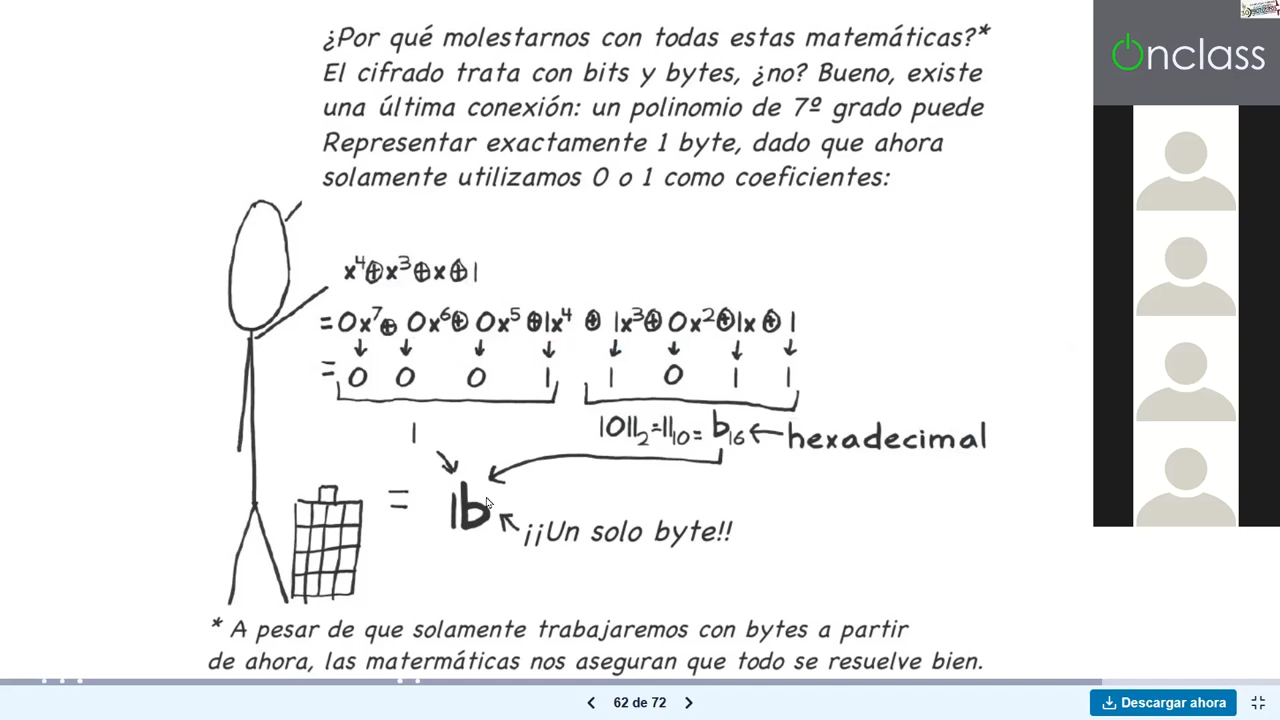 ¿Por qué molestarnos con todas estas matemáticas?*
El cifrado trata con bits y bytes, ¿no? Bueno, existe
una última conexión: un polinomio de 7º grado puede
Representar exactamente 1 byte, dado que ahora
solamente utilizamos 0 o 1 como coeficientes:
x⁴⊕x³⊕x⊕1
=0x⁷⊕ 0x⁶⊕ 0x⁵ ⊕1x⁴ ⊕ 1x³⊕0x²⊕1x⊕1
= 0 0 0 1 1 0 1 1
1 1011₂=11₁₀= b₁₆ ← hexadecimal
= 1b
¡¡Un solo byte!!
* A pesar de que solamente trabajaremos con bytes a partir
de ahora, las matermáticas nos aseguran que todo se resuelve bien.
Onclass
62 de 72
Descargar ahora